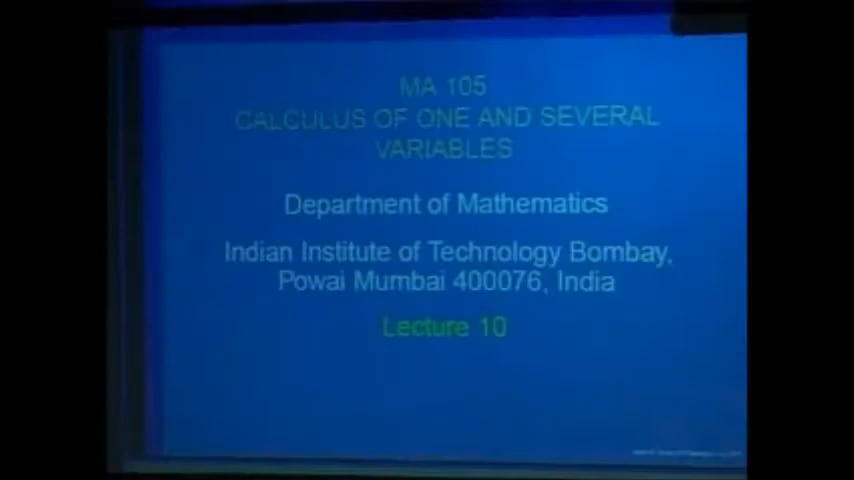 MA 105
CALCULUS OF ONE AND SEVERAL
VARIABLES
Department of Mathematics
Indian Institute of Technology Bombay,
Powai Mumbai 400076, India
Lecture 10